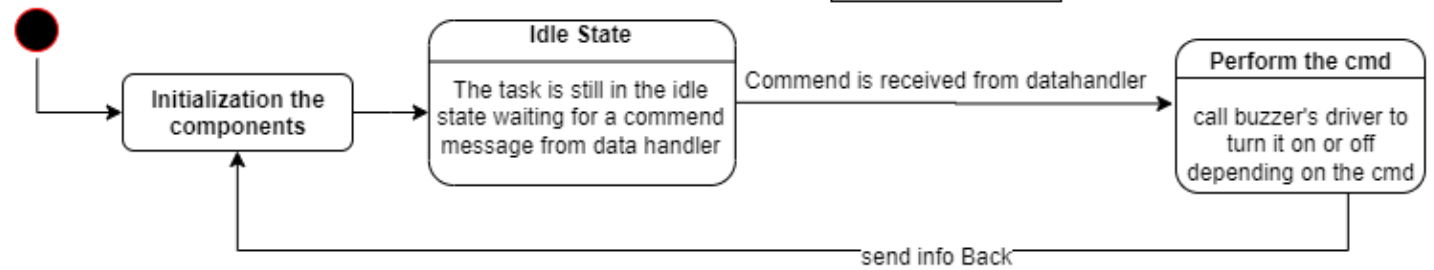 Idle State
The task is still in the idle
state waiting for a commend
message from data handler
Initialization the
components
Commend is received from datahandler
Perform the cmd
call buzzer's driver to
turn it on or off
depending on the cmd
send info Back